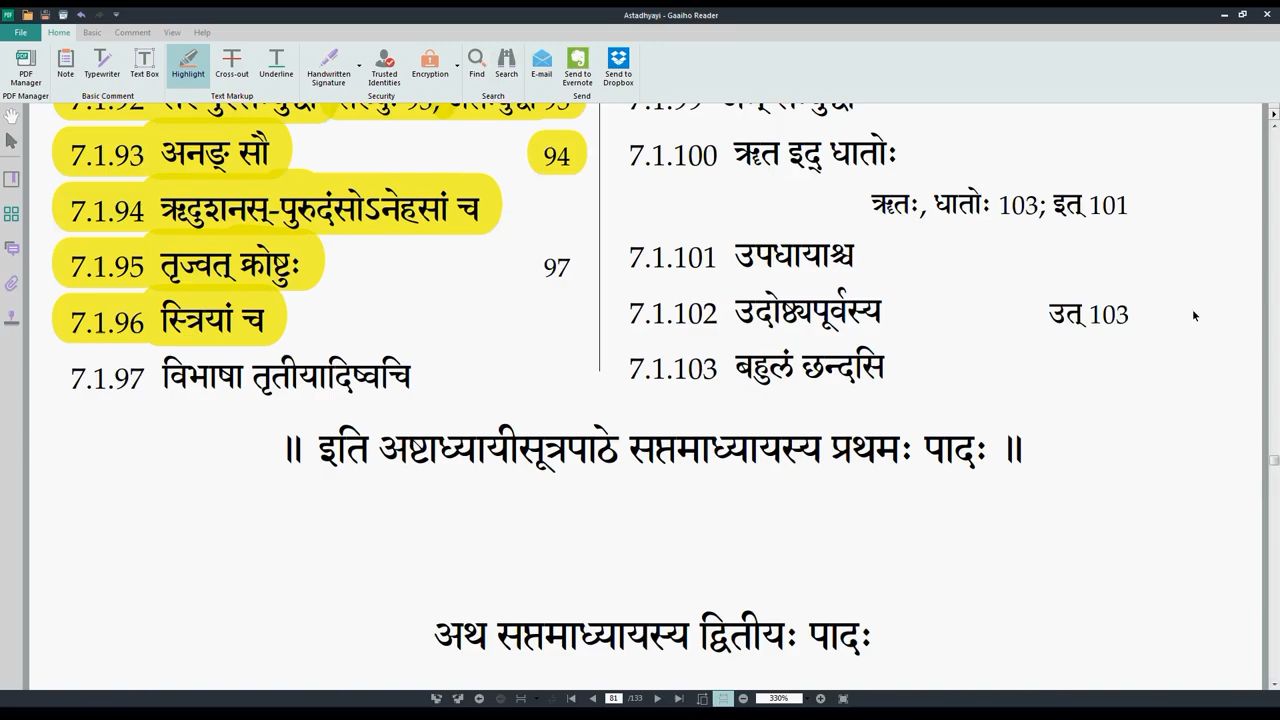 Astadhyayi - Gaaiho Reader
File Home Basic Comment View Help
PDF Manager Note Typewriter Text Box Highlight Cross-out Underline Handwritten Signature Trusted Identities Encryption Find Search E-mail Send to Evernote Send to Dropbox
PDF Manager Basic Comment Text Markup Security Search Send
7.1.93 अनङ् सौ 94
7.1.94 ऋदुशनस्-पुरुदंसोऽनेहसां च
7.1.95 तृज्वत् क्रोष्टुः 97
7.1.96 स्त्रियां च
7.1.97 विभाषा तृतीयादिष्वचि
7.1.100 ॠत इद् धातोः
ॠतः, धातोः 103; इत् 101
7.1.101 उपधायाश्च
7.1.102 उदोष्ठ्यपूर्वस्य उत् 103
7.1.103 बहुलं छन्दसि
॥ इति अष्टाध्यायीसूत्रपाठे सप्तमाध्यायस्य प्रथमः पादः ॥
अथ सप्तमाध्यायस्य द्वितीयः पादः
81 /133 330%